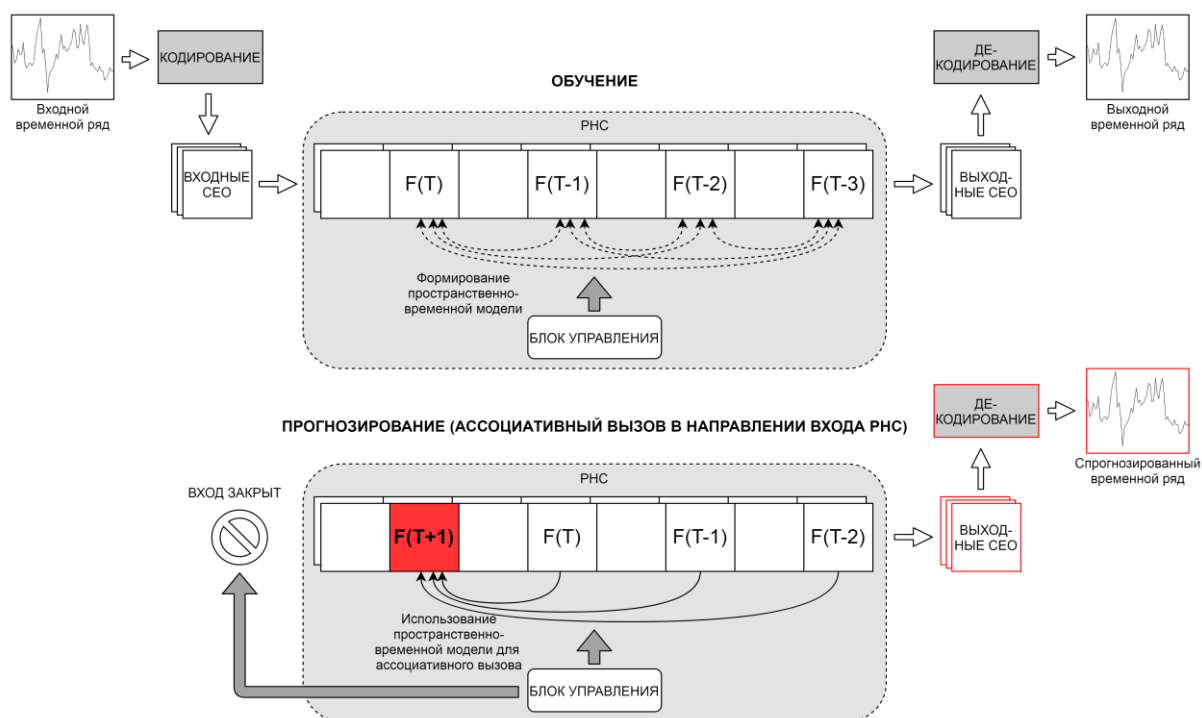 КОДИРОВАНИЕ
Входной
временной ряд
ВХОДНЫЕ
СЕО
ОБУЧЕНИЕ
РНС
F(T)
F(T-1)
F(T-2)
F(T-3)
Формирование
пространственно-
временной модели
БЛОК УПРАВЛЕНИЯ
ВЫХОД-
НЫЕ СЕО
ДЕ-
КОДИРОВАНИЕ
Выходной
временной ряд
ПРОГНОЗИРОВАНИЕ (АССОЦИАТИВНЫЙ ВЫЗОВ В НАПРАВЛЕНИИ ВХОДА РНС)
ВХОД ЗАКРЫТ
РНС
F(T+1)
F(T)
F(T-1)
F(T-2)
Использование
пространственно-
временной модели для
ассоциативного вызова
БЛОК УПРАВЛЕНИЯ
ВЫХОД-
НЫЕ СЕО
ДЕ-
КОДИРОВАНИЕ
Спрогнозированный
временной ряд